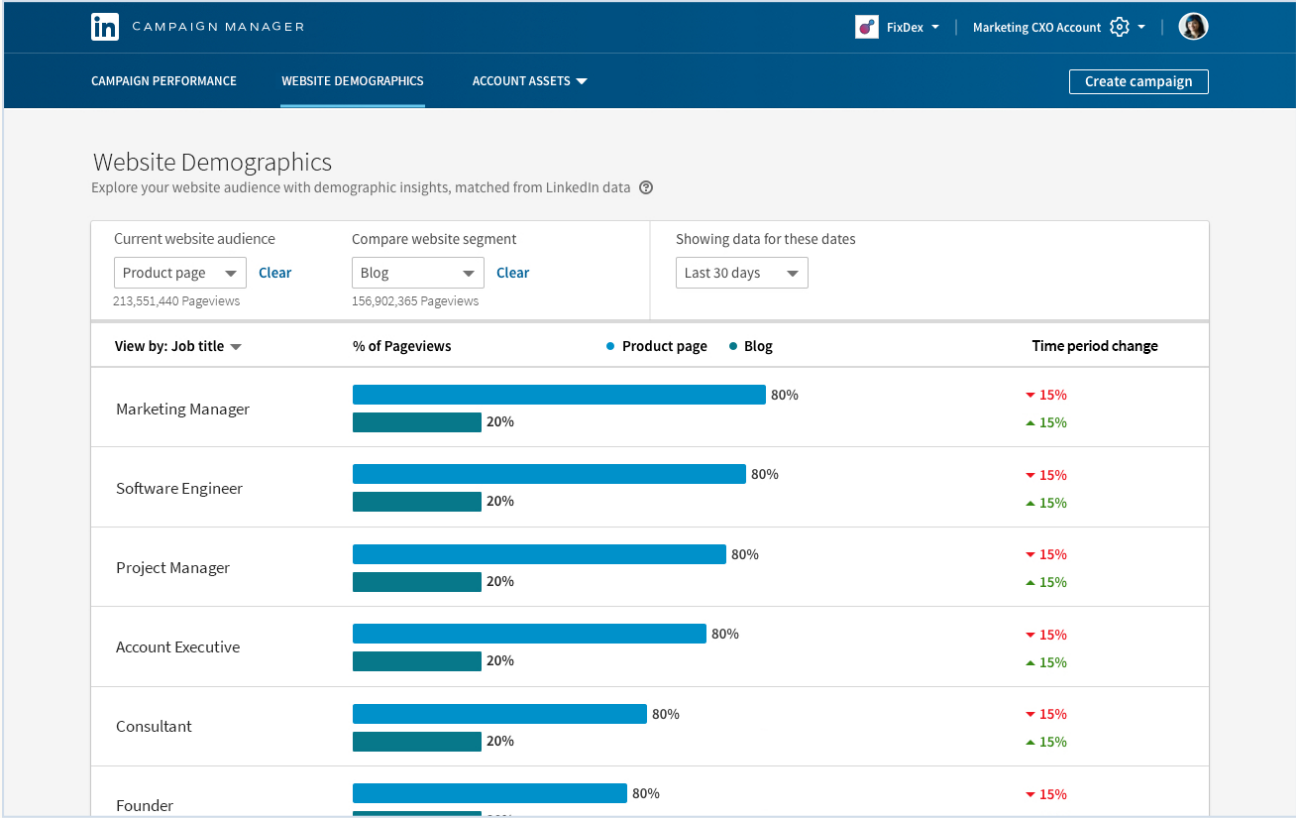 in CAMPAIGN MANAGER
FixDex
Marketing CXO Account
CAMPAIGN PERFORMANCE
WEBSITE DEMOGRAPHICS
ACCOUNT ASSETS
Create campaign
Website Demographics
Explore your website audience with demographic insights, matched from LinkedIn data ?
Current website audience
Compare website segment
Showing data for these dates
Product page
Clear
Blog
Clear
Last 30 days
213,551,440 Pageviews
156,902,365 Pageviews
View by: Job title
% of Pageviews
Product page
Blog
Time period change
Marketing Manager
80%
15%
20%
15%
Software Engineer
80%
15%
20%
15%
Project Manager
80%
15%
20%
15%
Account Executive
80%
15%
20%
15%
Consultant
80%
15%
20%
15%
Founder
80%
15%